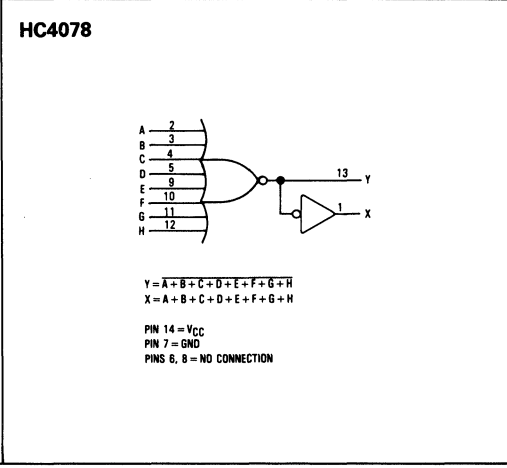 HC4078
A 2
B 3
C 4
D 5
E 9
F 10
G 11
H 12
13 Y
1 X
Y = A + B + C + D + E + F + G + H
X = A + B + C + D + E + F + G + H
PIN 14 = VCC
PIN 7 = GND
PINS 6, 8 = NO CONNECTION